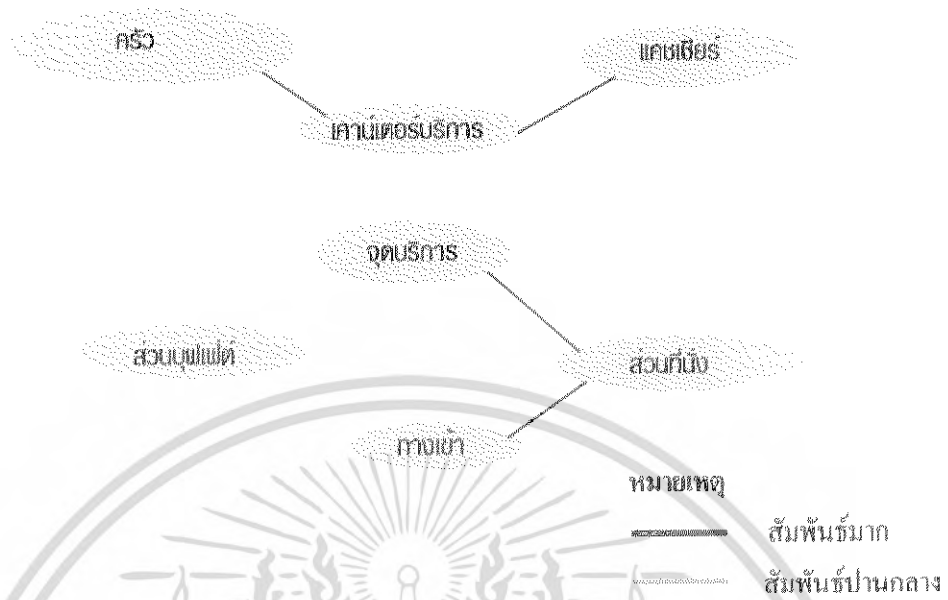 ครัว
แคชเชียร์
เคาน์เตอร์บริการ
จุดบริการ
ส่วนบุฟเฟ่ต์
ส่วนที่นั่ง
ทางเข้า
หมายเหตุ
สัมพันธ์มาก
สัมพันธ์ปานกลาง